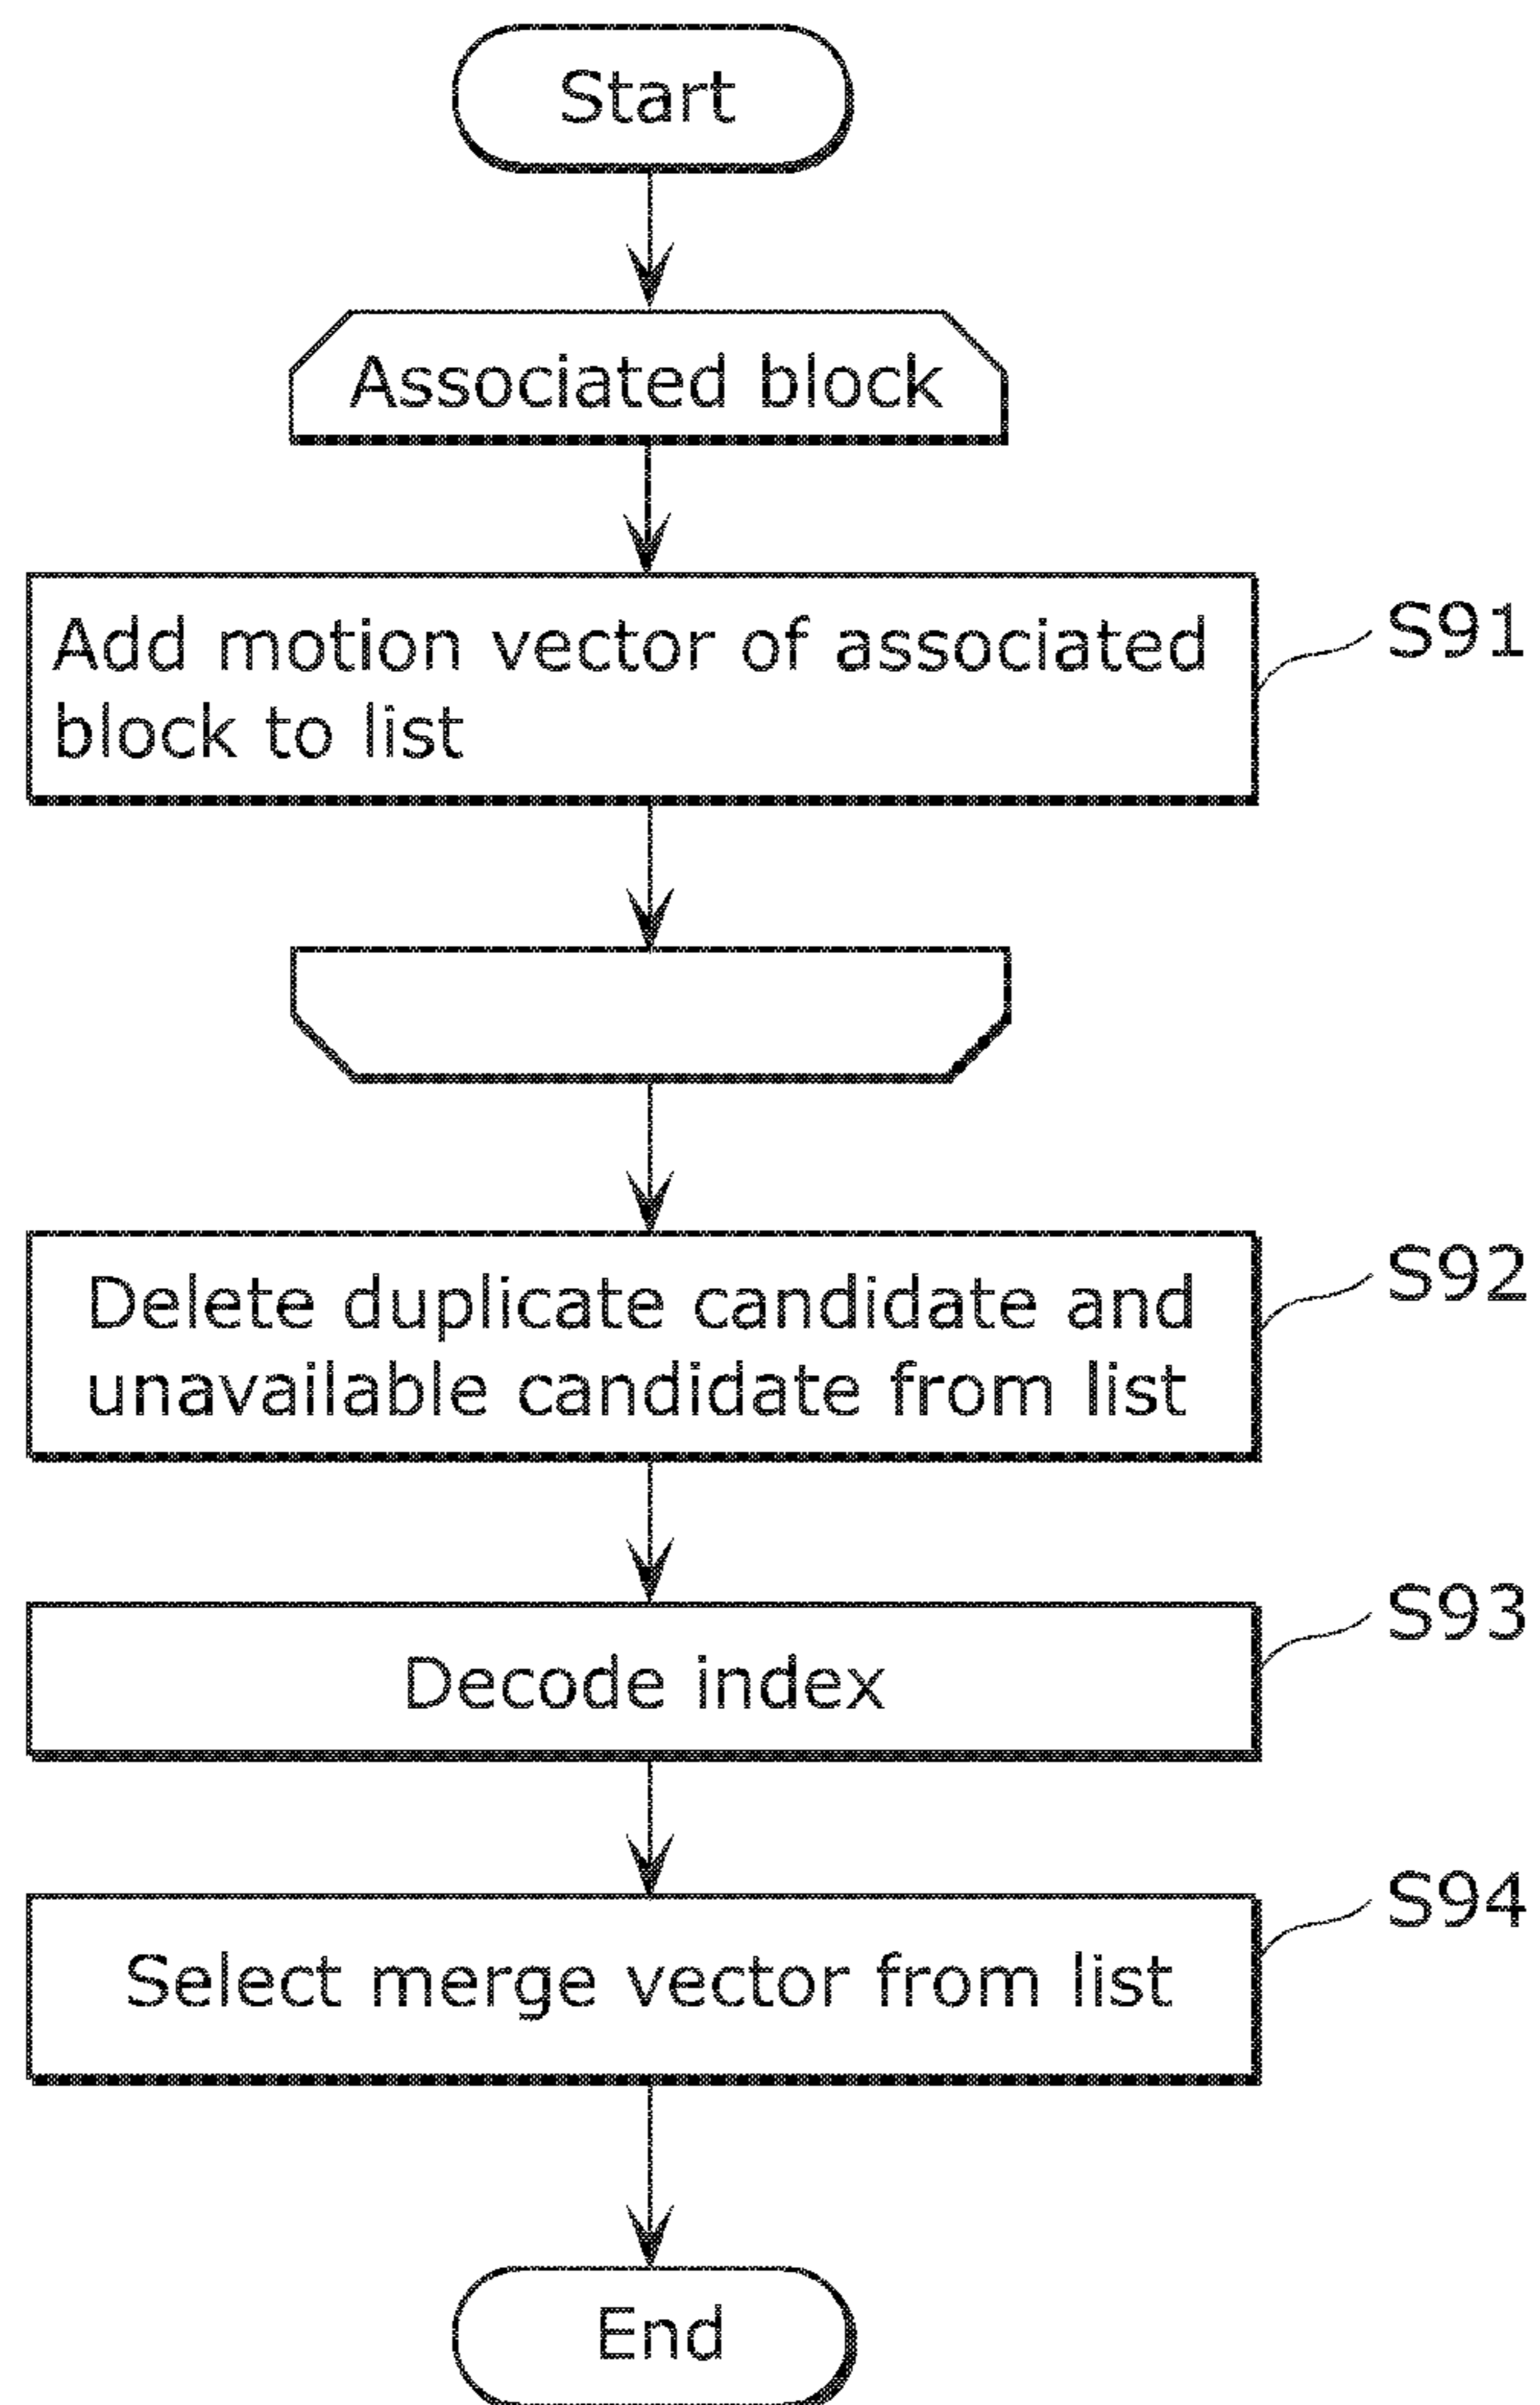 Start
Associated block
Add motion vector of associated
block to list
S91
Delete duplicate candidate and
unavailable candidate from list
S92
Decode index
S93
Select merge vector from list
S94
End